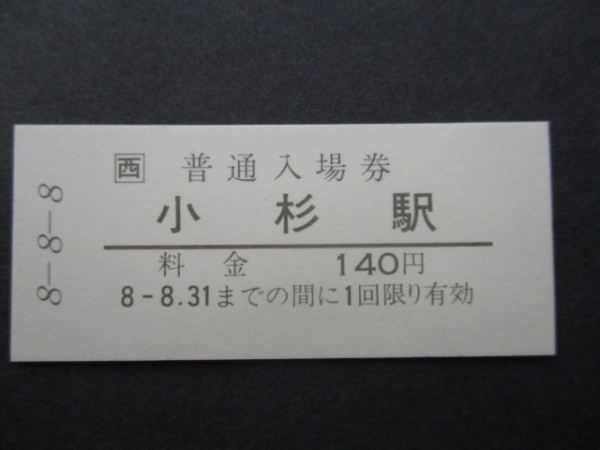 8-8-8
西 普通入場券
小杉駅
料金 140円
8-8.31までの間に1回限り有効